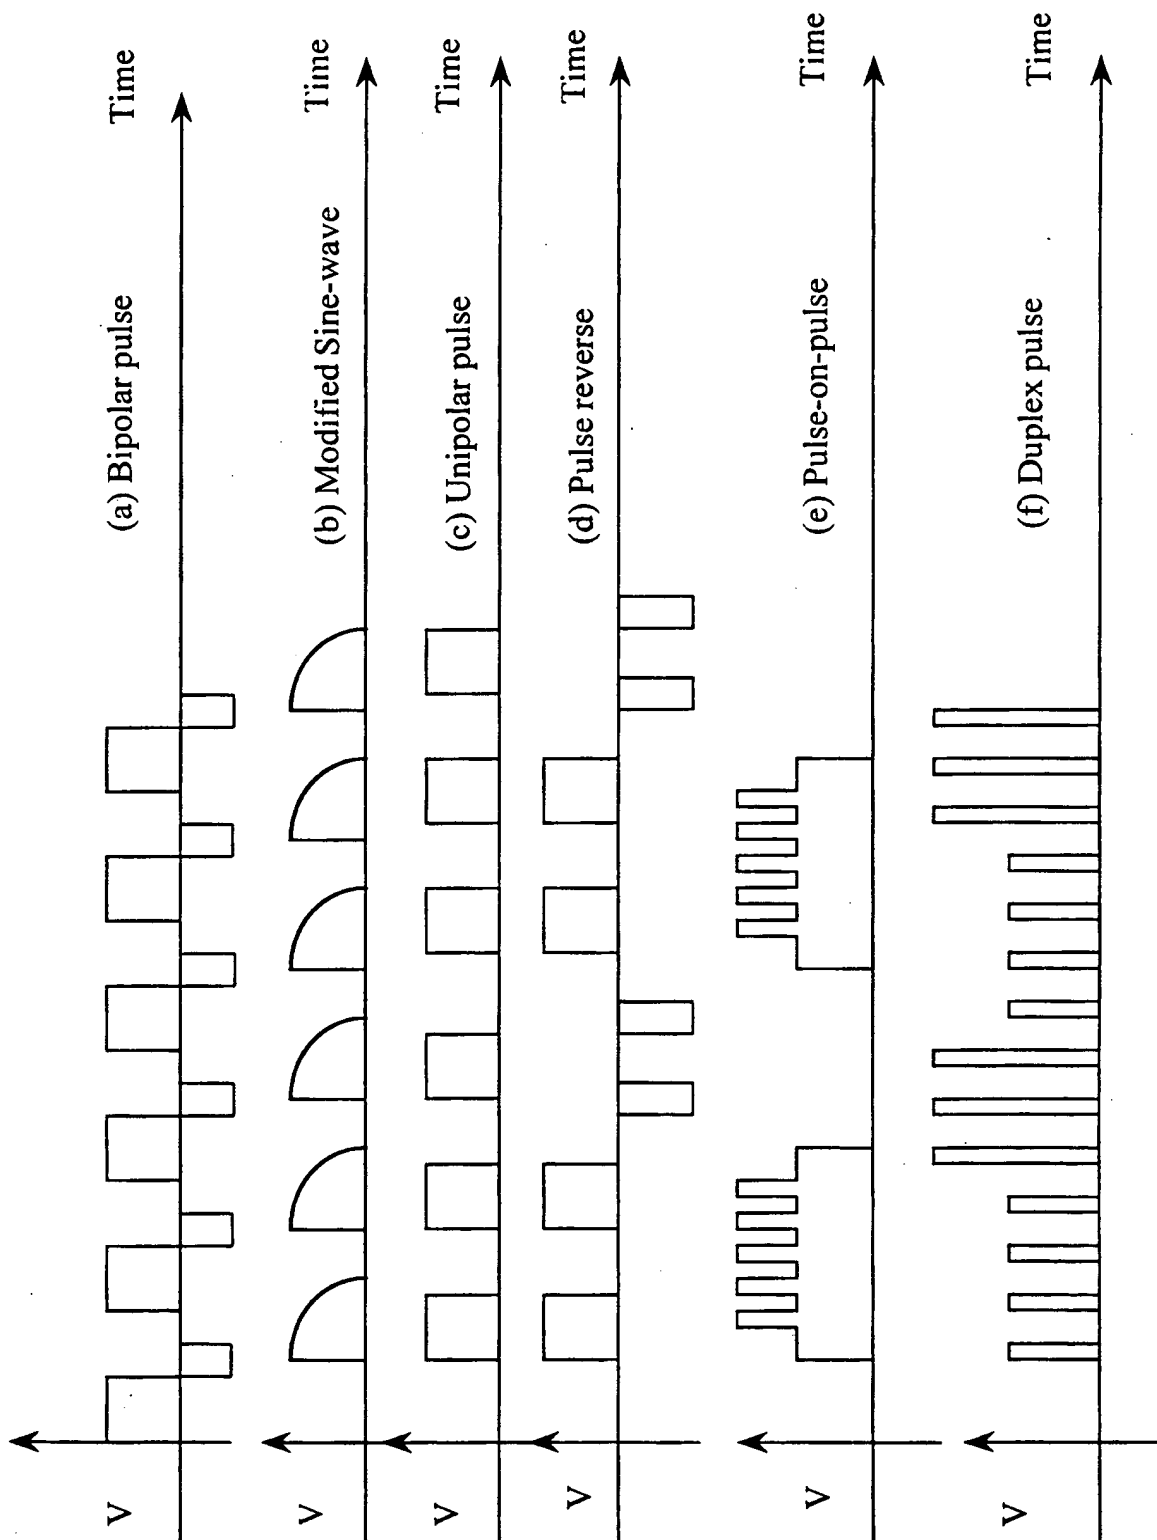 V
(a) Bipolar pulse
Time
V
(b) Modified Sine-wave
Time
V
(c) Unipolar pulse
Time
V
(d) Pulse reverse
Time
V
(e) Pulse-on-pulse
Time
V
(f) Duplex pulse
Time